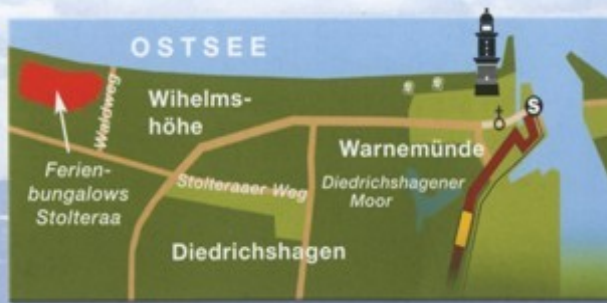 OSTSEE
Wihelms-
höhe
Waldweg
Ferien-
bungalows
Stolteraa
Stolteraaer Weg
Warnemünde
Diedrichshagener
Moor
Diedrichshagen
S